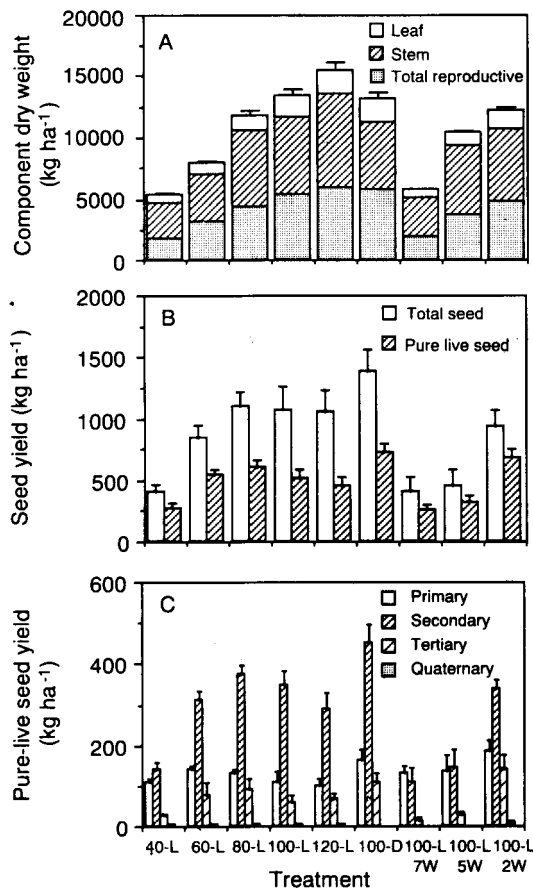 A
Component dry weight
(kg ha-1)
20000
15000
10000
5000
0
Leaf
Stem
Total reproductive
B
Seed yield (kg ha-1)
2000
1500
1000
500
0
Total seed
Pure live seed
C
Pure-live seed yield
(kg ha-1)
600
400
200
0
Primary
Secondary
Tertiary
Quaternary
40-L 60-L 80-L 100-L 120-L 100-D 100-L 100-L 100-L
7W 5W 2W
Treatment